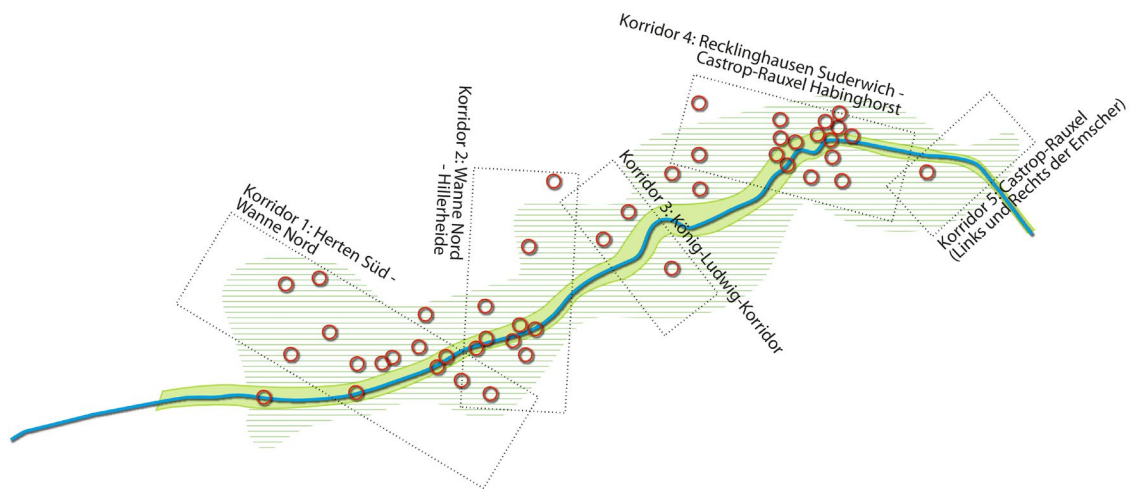 Korridor 1: Herten Süd -
Wanne Nord
Korridor 2: Wanne Nord
- Hillerheide
Korridor 3: König-Ludwig-Korridor
Korridor 4: Recklinghausen Suderwich -
Castrop-Rauxel Habinghorst
Korridor 5: Castrop-Rauxel
(Links und Rechts der Emscher)